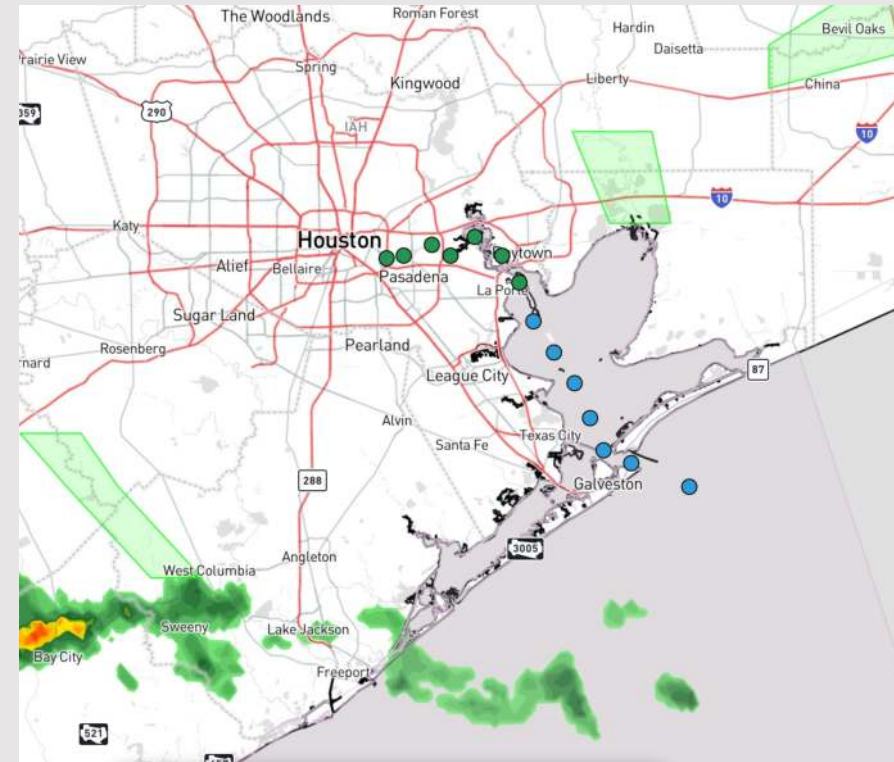 The Woodlands
Roman Forest
Hardin
Bevil Oaks
Prairie View
Daisetta
Spring
Kingwood
Liberty
China
290
IAH
10
10
Katy
Houston
Alief
Bellaire
Pasadena
La Porte
Sugar Land
Rosenberg
Pearland
League City
87
Alvin
Texas City
Santa Fe
288
Galveston
3005
Angleton
West Columbia
Sweeny
Lake Jackson
Bay City
Freeport
521